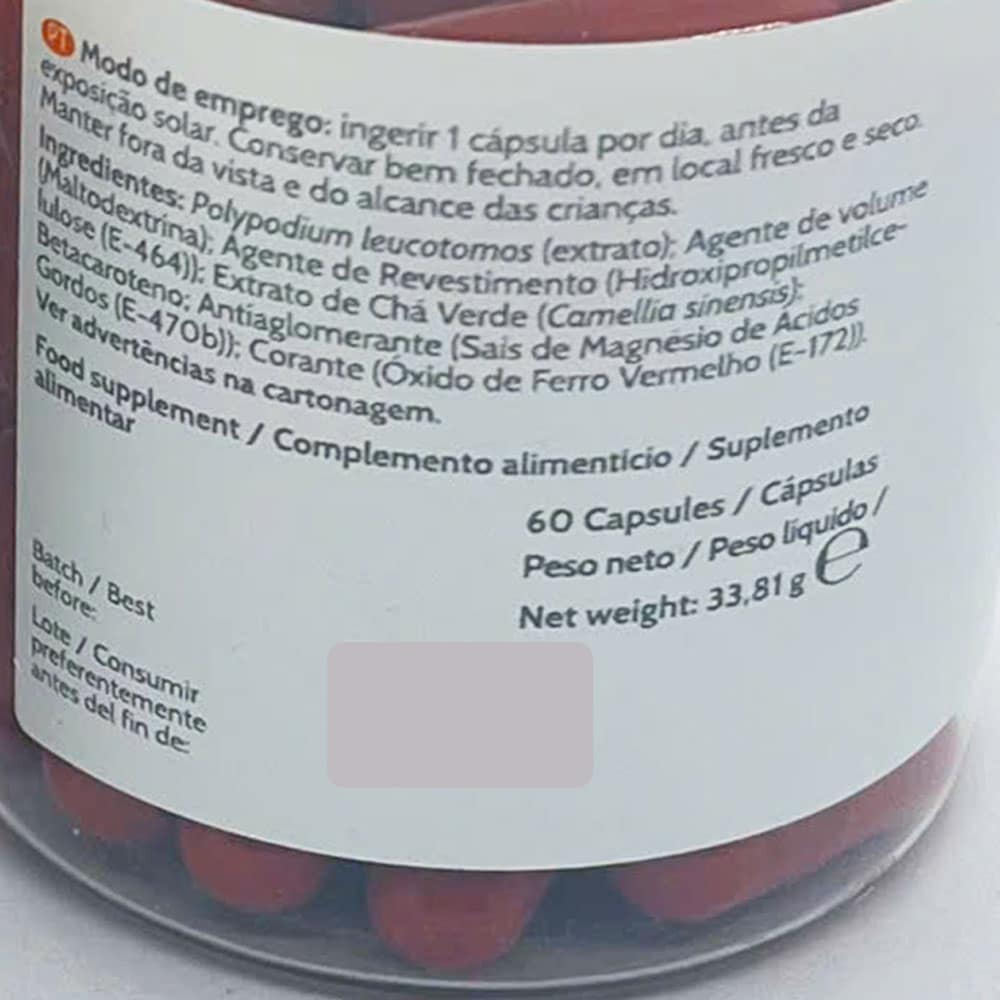 PT Modo de emprego: ingerir 1 cápsula por dia, antes da
exposição solar. Conservar bem fechado, em local fresco e seco.
Manter fora da vista e do alcance das crianças.
Ingredientes: Polypodium leucotomos (extrato); Agente de volume
(Maltodextrina); Agente de Revestimento (Hidroxipropilmetilce-
lulose (E-464)); Extrato de Chá Verde (Camellia sinensis);
Betacaroteno; Antiaglomerante (Sais de Magnésio de Ácidos
Gordos (E-470b)); Corante (Óxido de Ferro Vermelho (E-172)).
Ver advertências na cartonagem.
Food supplement / Complemento alimenticio / Suplemento
alimentar
60 Capsules / Cápsulas
Peso neto / Peso líquido /
Net weight: 33,81 g e
Batch / Best
before:
Lote / Consumir
preferentemente
antes del fin de: